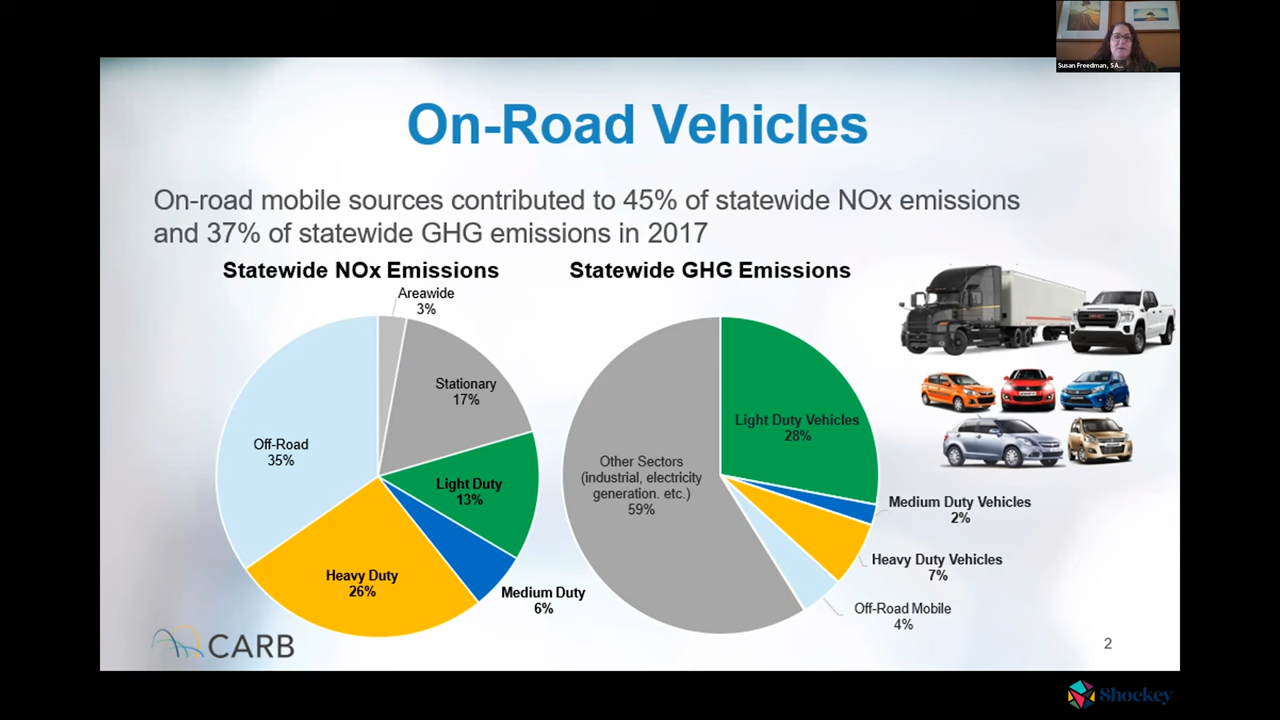 Susan Freedman, SA...
On-Road Vehicles
On-road mobile sources contributed to 45% of statewide NOx emissions
and 37% of statewide GHG emissions in 2017
Statewide NOx Emissions
Areawide
3%
Stationary
17%
Off-Road
35%
Light Duty
13%
Heavy Duty
26%
Medium Duty
6%
Statewide GHG Emissions
Light Duty Vehicles
28%
Other Sectors
(industrial, electricity
generation. etc.)
59%
Medium Duty Vehicles
2%
Heavy Duty Vehicles
7%
Off-Road Mobile
4%
CARB
2
Shockey